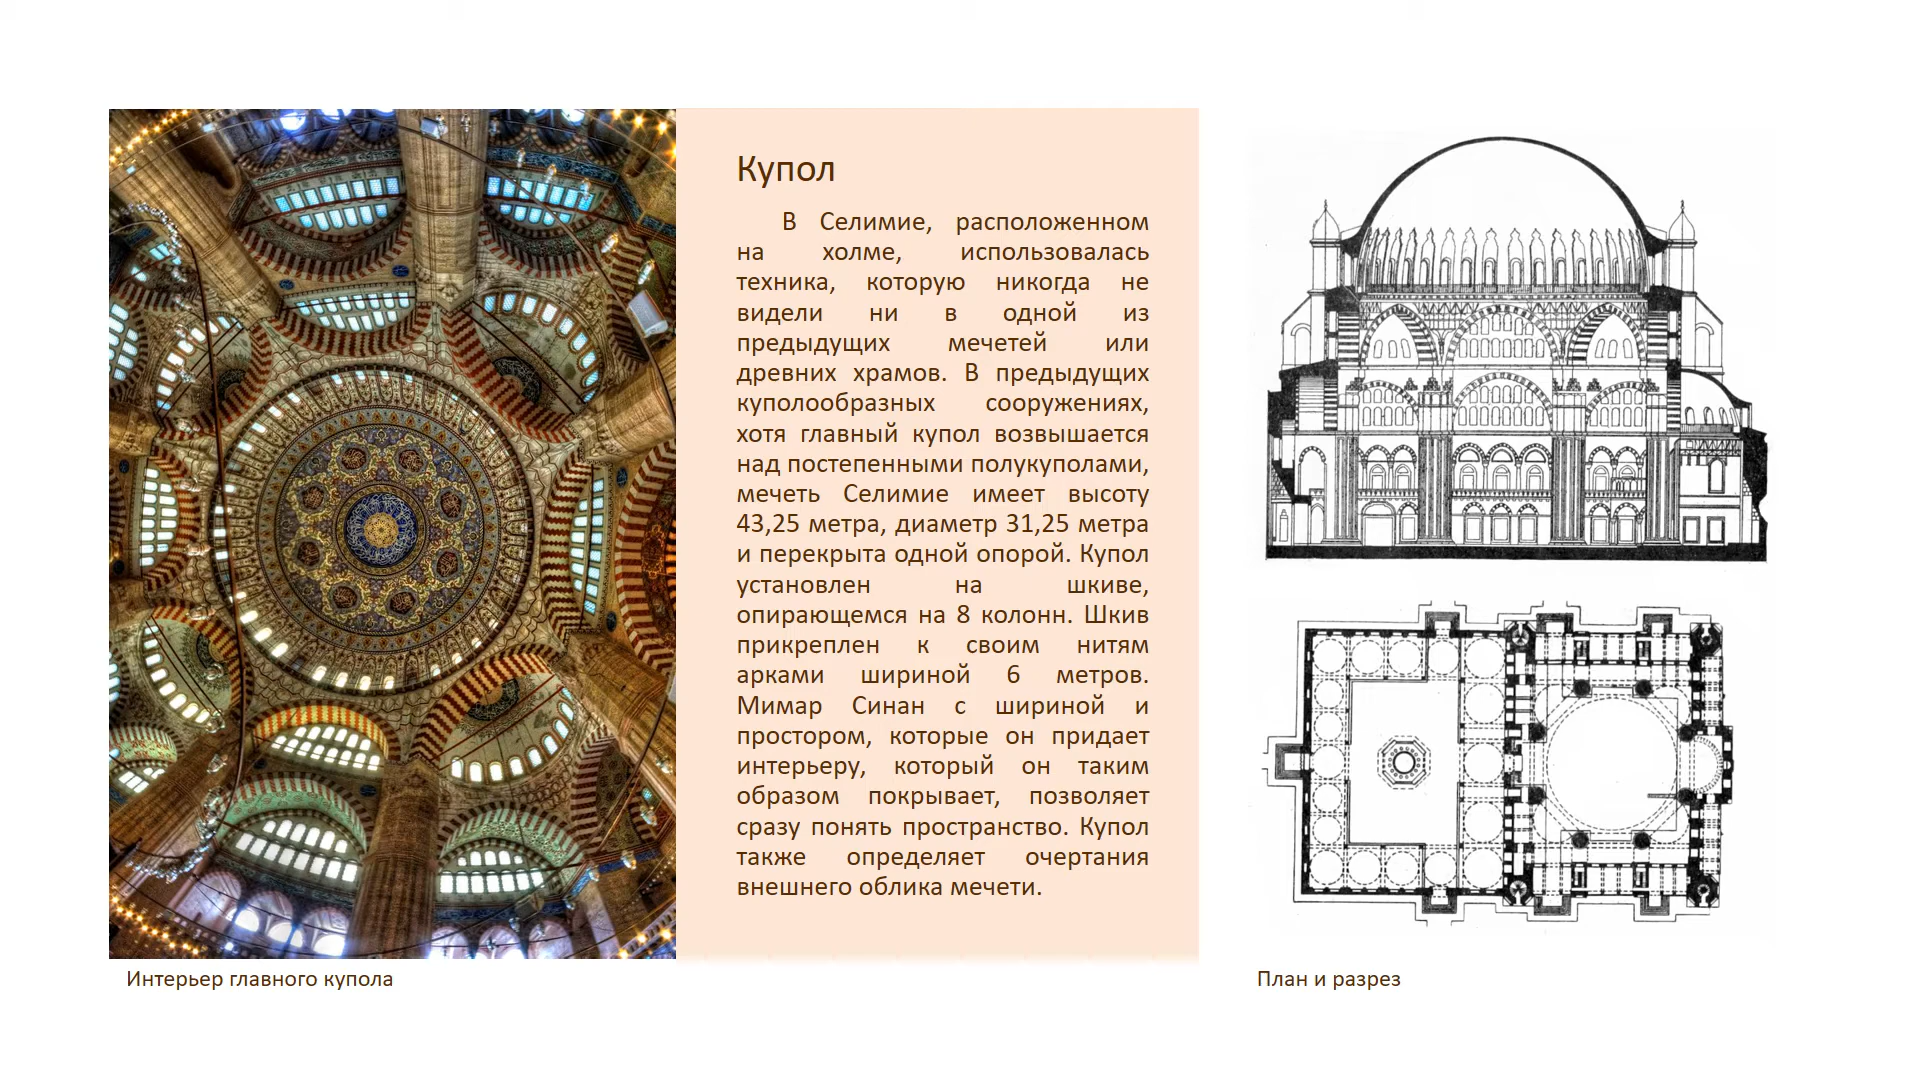 Купол
В Селимие, расположенном
на холме, использовалась
техника, которую никогда не
видели ни в одной из
предыдущих мечетей или
древних храмов. В предыдущих
куполообразных сооружениях,
хотя главный купол возвышается
над постепенными полукуполами,
мечеть Селимие имеет высоту
43,25 метра, диаметр 31,25 метра
и перекрыта одной опорой. Купол
установлен на шкиве,
опирающемся на 8 колонн. Шкив
прикреплен к своим нитям
арками шириной 6 метров.
Мимар Синан с шириной и
простором, которые он придает
интерьеру, который он таким
образом покрывает, позволяет
сразу понять пространство. Купол
также определяет очертания
внешнего облика мечети.
Интерьер главного купола
План и разрез